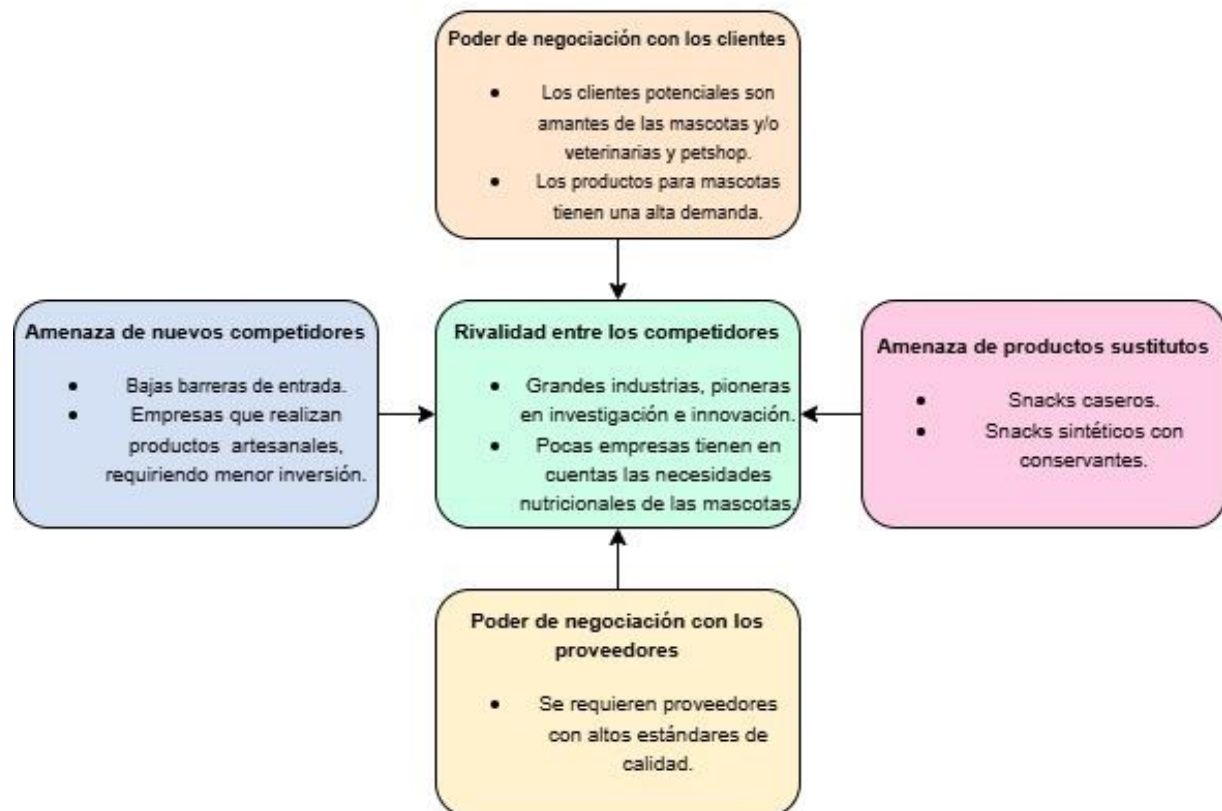 Poder de negociación con los clientes
• Los clientes potenciales son
amantes de las mascotas y/o
veterinarias y petshop.
• Los productos para mascotas
tienen una alta demanda.
Amenaza de nuevos competidores
• Bajas barreras de entrada.
• Empresas que realizan
productos artesanales,
requiriendo menor inversión.
Rivalidad entre los competidores
• Grandes industrias, pioneras
en investigación e innovación.
• Pocas empresas tienen en
cuentas las necesidades
nutricionales de las mascotas.
Amenaza de productos sustitutos
• Snacks caseros.
• Snacks sintéticos con
conservantes.
Poder de negociación con los
proveedores
• Se requieren proveedores
con altos estándares de
calidad.